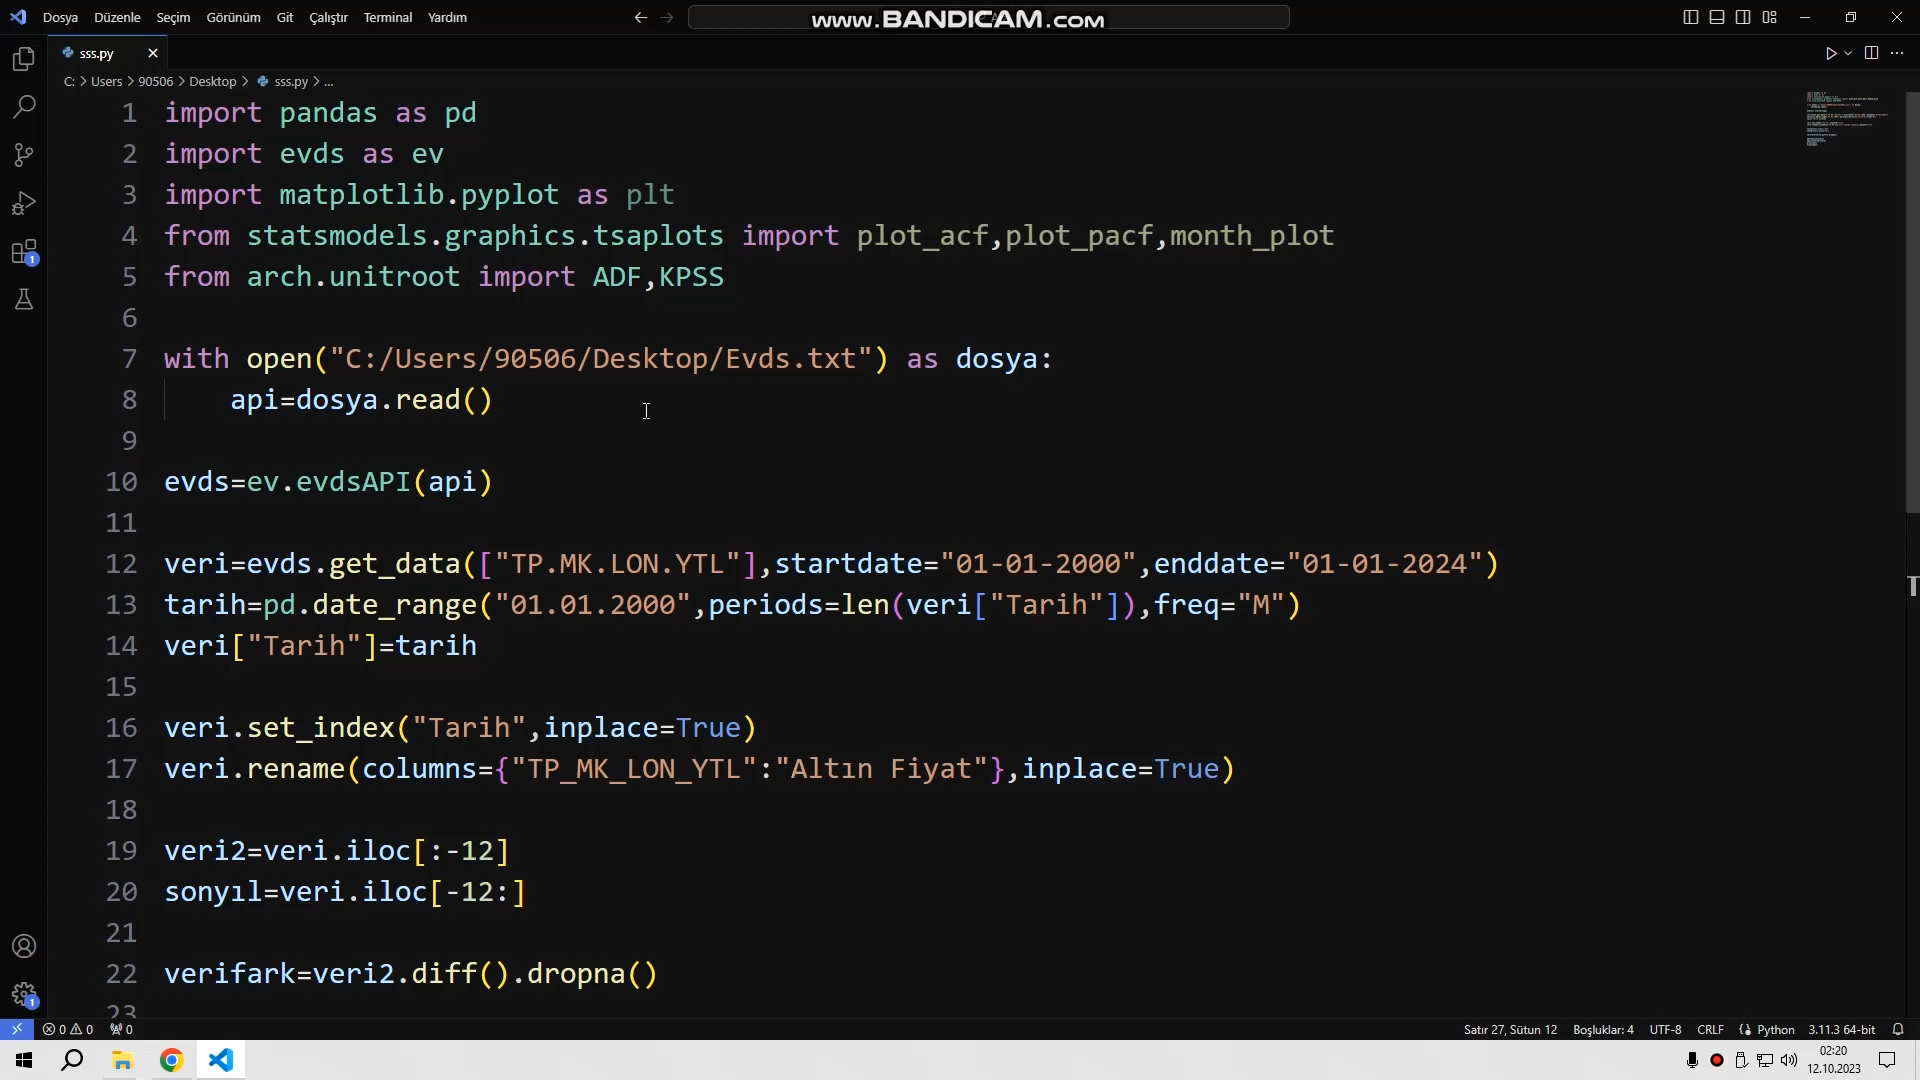 Dosya Düzenle Seçim Görünüm Git Çalıştır Terminal Yardım
www.BANDICAM.com
sss.py
C: > Users > 90506 > Desktop > sss.py > ...
1 import pandas as pd
2 import evds as ev
3 import matplotlib.pyplot as plt
4 from statsmodels.graphics.tsaplots import plot_acf,plot_pacf,month_plot
5 from arch.unitroot import ADF,KPSS
6
7 with open("C:/Users/90506/Desktop/Evds.txt") as dosya:
8     api=dosya.read()
9
10 evds=ev.evdsAPI(api)
11
12 veri=evds.get_data(["TP.MK.LON.YTL"],startdate="01-01-2000",enddate="01-01-2024")
13 tarih=pd.date_range("01.01.2000",periods=len(veri["Tarih"]),freq="M")
14 veri["Tarih"]=tarih
15
16 veri.set_index("Tarih",inplace=True)
17 veri.rename(columns={"TP_MK_LON_YTL":"Altın Fiyat"},inplace=True)
18
19 veri2=veri.iloc[:-12]
20 sonyıl=veri.iloc[-12:]
21
22 verifark=veri2.diff().dropna()
23
0 0 0 Satır 27, Sütun 12 Boşluklar: 4 UTF-8 CRLF Python 3.11.3 64-bit
02:20
12.10.2023